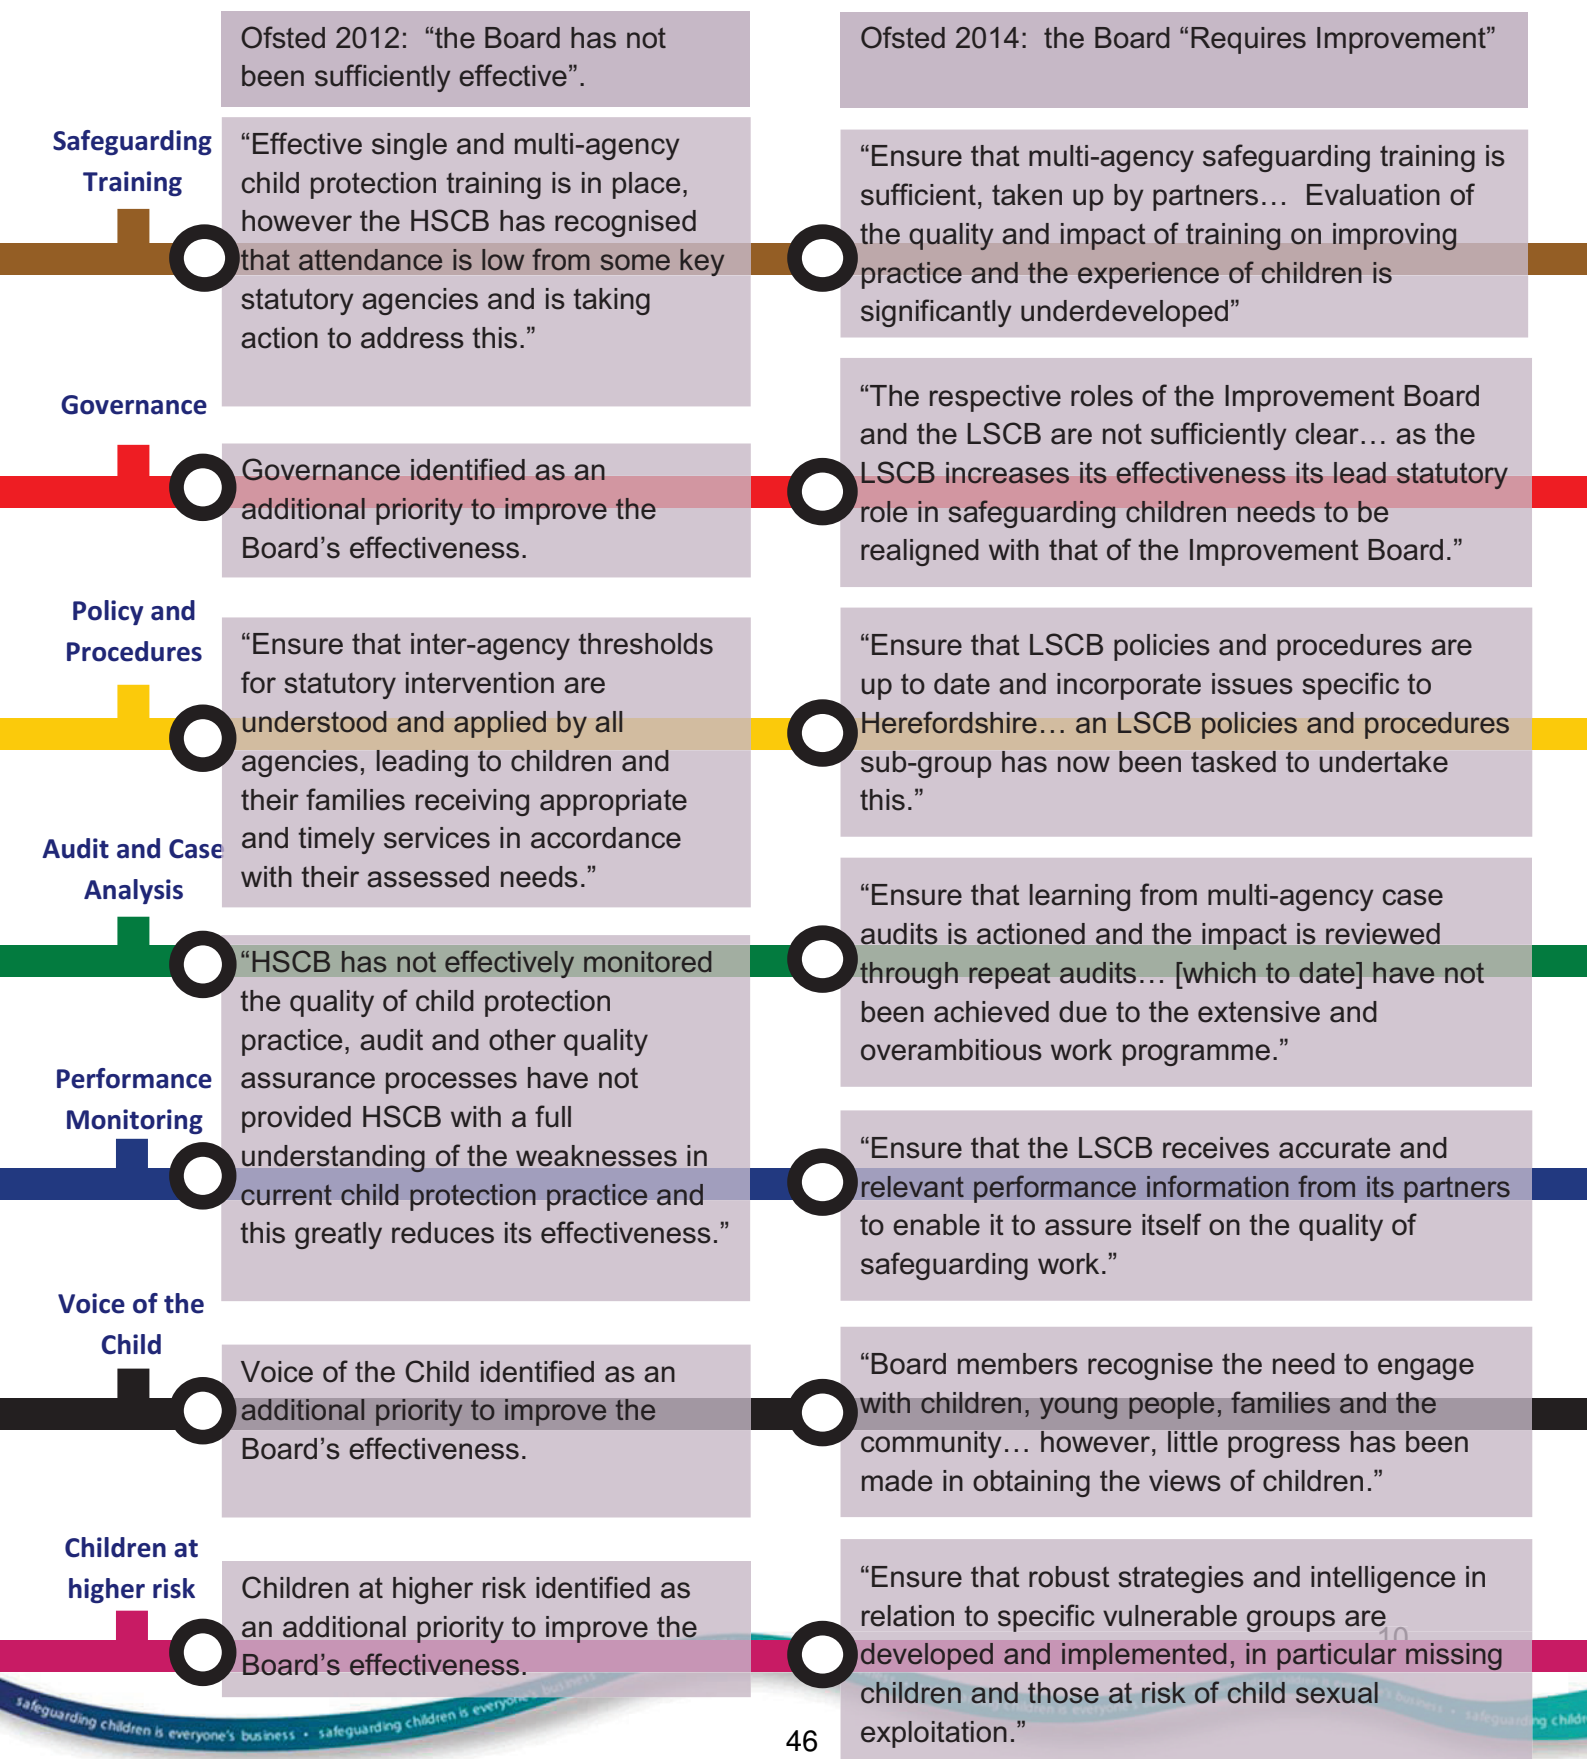 Ofsted 2012:  “the Board has not
been sufficiently effective”.
Ofsted 2014:  the Board “Requires Improvement”
Safeguarding
Training
“Effective single and multi-agency
child protection training is in place,
however the HSCB has recognised
that attendance is low from some key
statutory agencies and is taking
action to address this.”
“Ensure that multi-agency safeguarding training is
sufficient, taken up by partners…  Evaluation of
the quality and impact of training on improving
practice and the experience of children is
significantly underdeveloped”
Governance
Governance identified as an
additional priority to improve the
Board’s effectiveness.
“The respective roles of the Improvement Board
and the LSCB are not sufficiently clear… as the
LSCB increases its effectiveness its lead statutory
role in safeguarding children needs to be
realigned with that of the Improvement Board.”
Policy and
Procedures
“Ensure that inter-agency thresholds
for statutory intervention are
understood and applied by all
agencies, leading to children and
their families receiving appropriate
and timely services in accordance
with their assessed needs.”
“Ensure that LSCB policies and procedures are
up to date and incorporate issues specific to
Herefordshire… an LSCB policies and procedures
sub-group has now been tasked to undertake
this.”
Audit and Case
Analysis
“HSCB has not effectively monitored
the quality of child protection
practice, audit and other quality
assurance processes have not
provided HSCB with a full
understanding of the weaknesses in
current child protection practice and
this greatly reduces its effectiveness.”
“Ensure that learning from multi-agency case
audits is actioned and the impact is reviewed
through repeat audits… [which to date] have not
been achieved due to the extensive and
overambitious work programme.”
Performance
Monitoring
“Ensure that the LSCB receives accurate and
relevant performance information from its partners
to enable it to assure itself on the quality of
safeguarding work.”
Voice of the
Child
Voice of the Child identified as an
additional priority to improve the
Board’s effectiveness.
“Board members recognise the need to engage
with children, young people, families and the
community… however, little progress has been
made in obtaining the views of children.”
Children at
higher risk
Children at higher risk identified as
an additional priority to improve the
Board’s effectiveness.
“Ensure that robust strategies and intelligence in
relation to specific vulnerable groups are
developed and implemented, in particular missing
children and those at risk of child sexual
exploitation.”
10
safeguarding children is everyone's business • safeguarding children is everyone's business
46